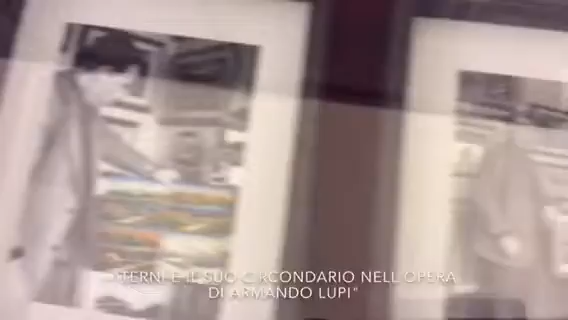 "TERNI E IL SUO CIRCONDARIO NELL'OPERA
DI ARMANDO LUPI"